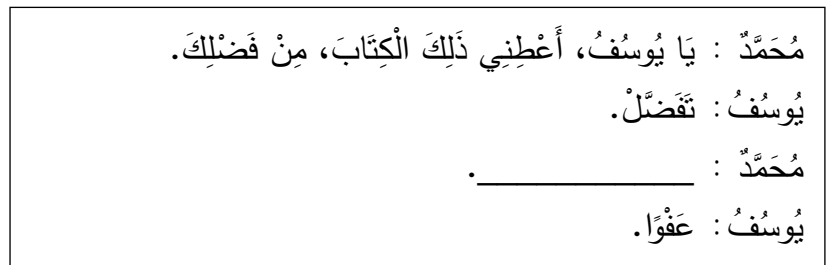 مُحَمَّدٌ : يَا يُوسُفُ، أَعْطِنِي ذَلِكَ الْكِتَابَ، مِنْ فَضْلِكَ.
يُوسُفُ : تَفَضَّلْ.
مُحَمَّدٌ : ____________.
يُوسُفُ : عَفْوًا.